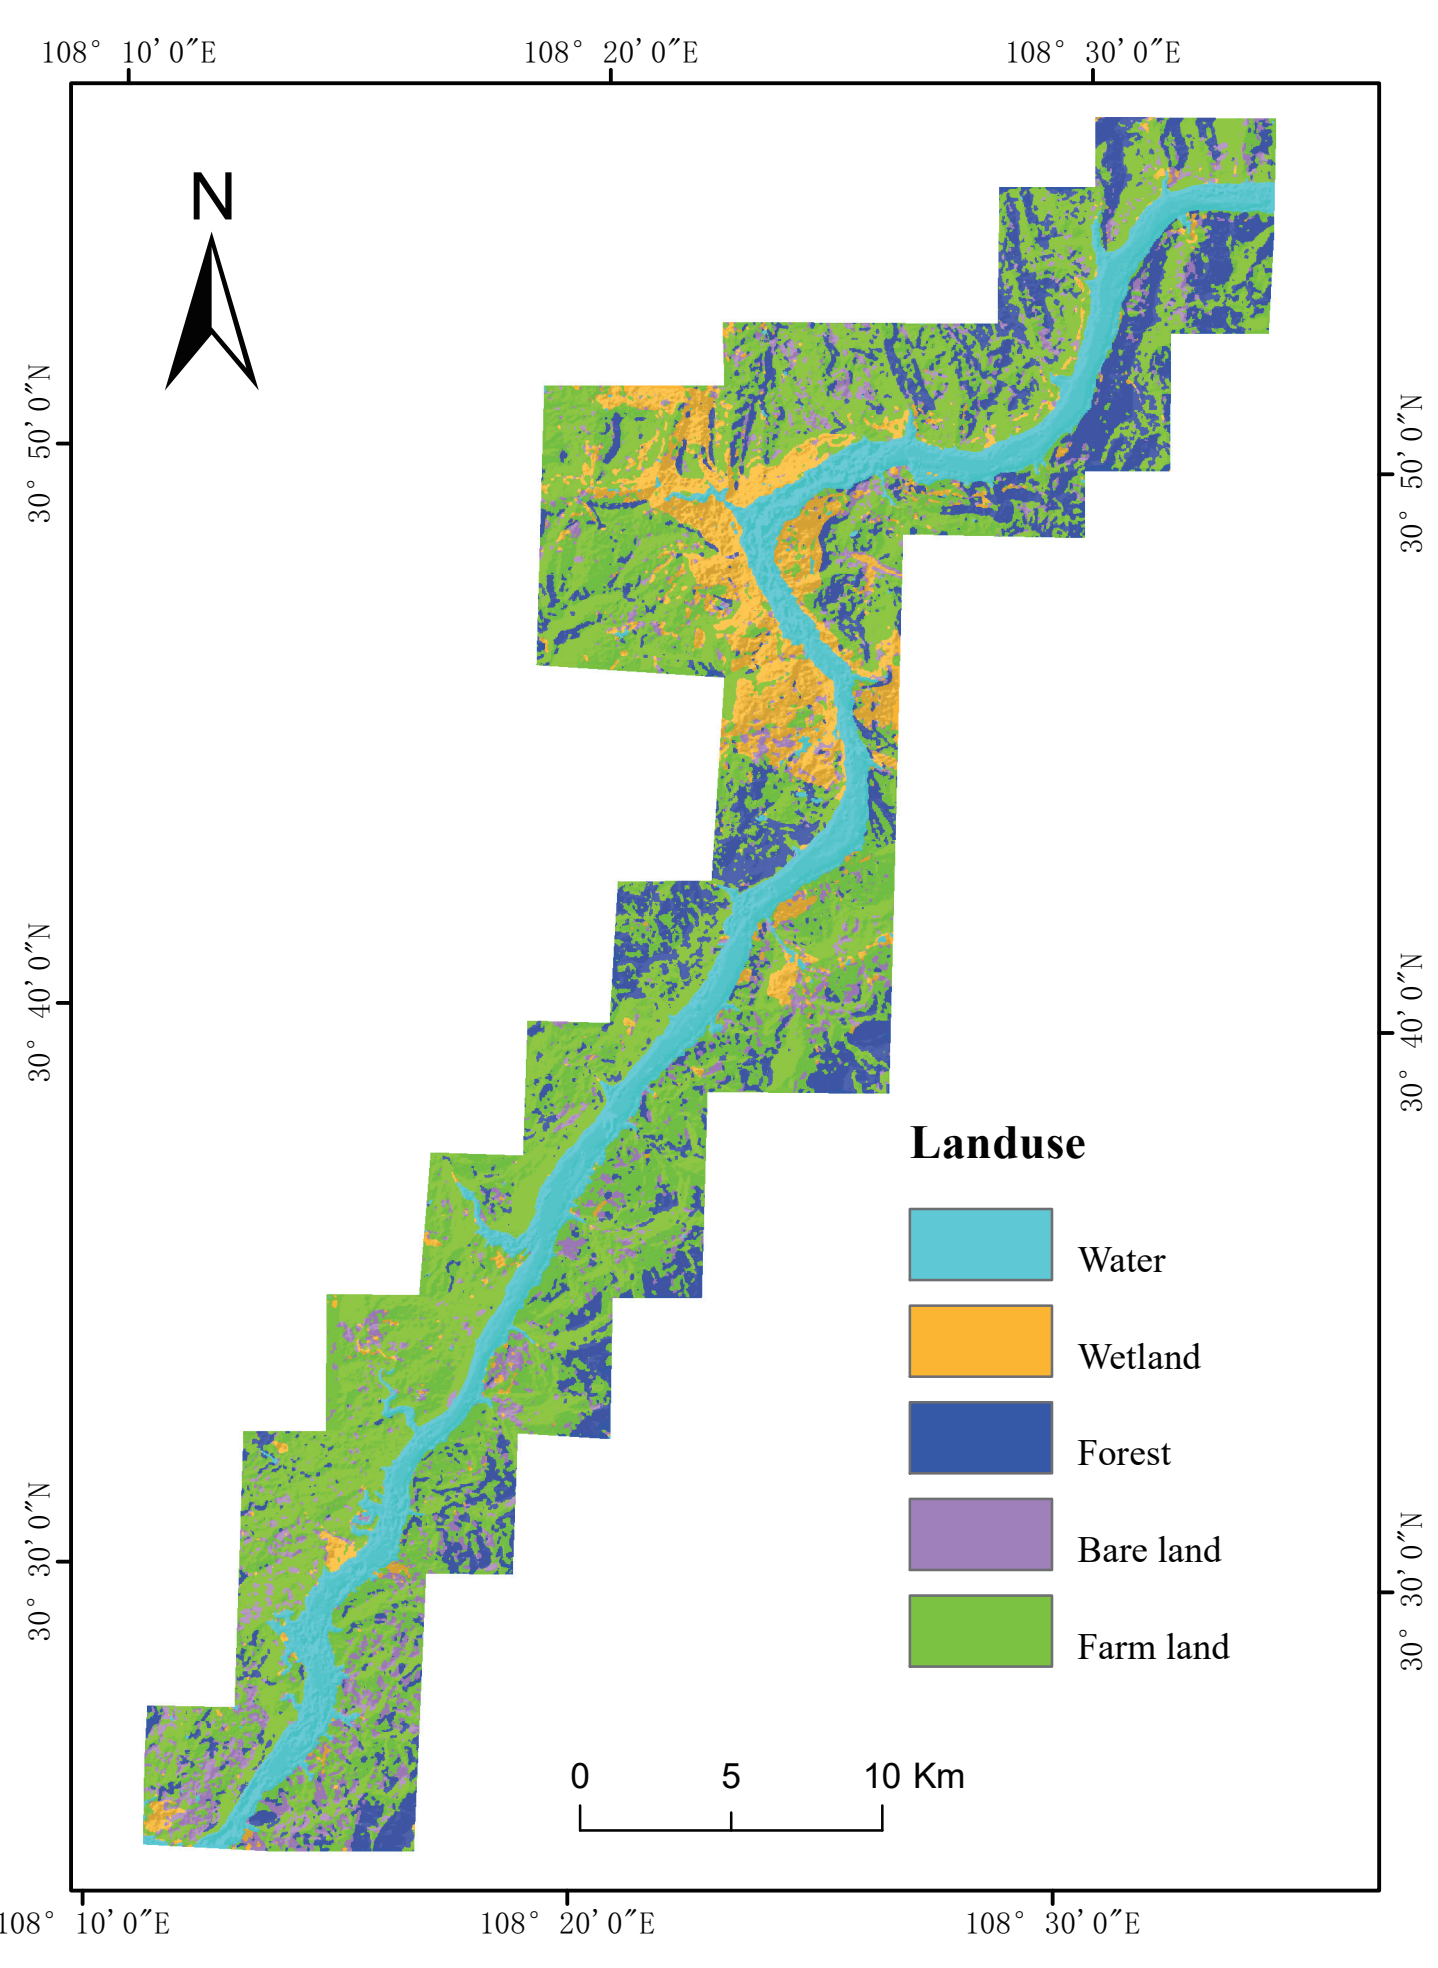 108° 10′ 0″E
108° 20′ 0″E
108° 30′ 0″E
N
30° 50′ 0″N
30° 50′ 0″N
30° 40′ 0″N
30° 40′ 0″N
Landuse
Water
Wetland
Forest
Bare land
Farm land
30° 30′ 0″N
30° 30′ 0″N
0 5 10 Km
108° 10′ 0″E
108° 20′ 0″E
108° 30′ 0″E